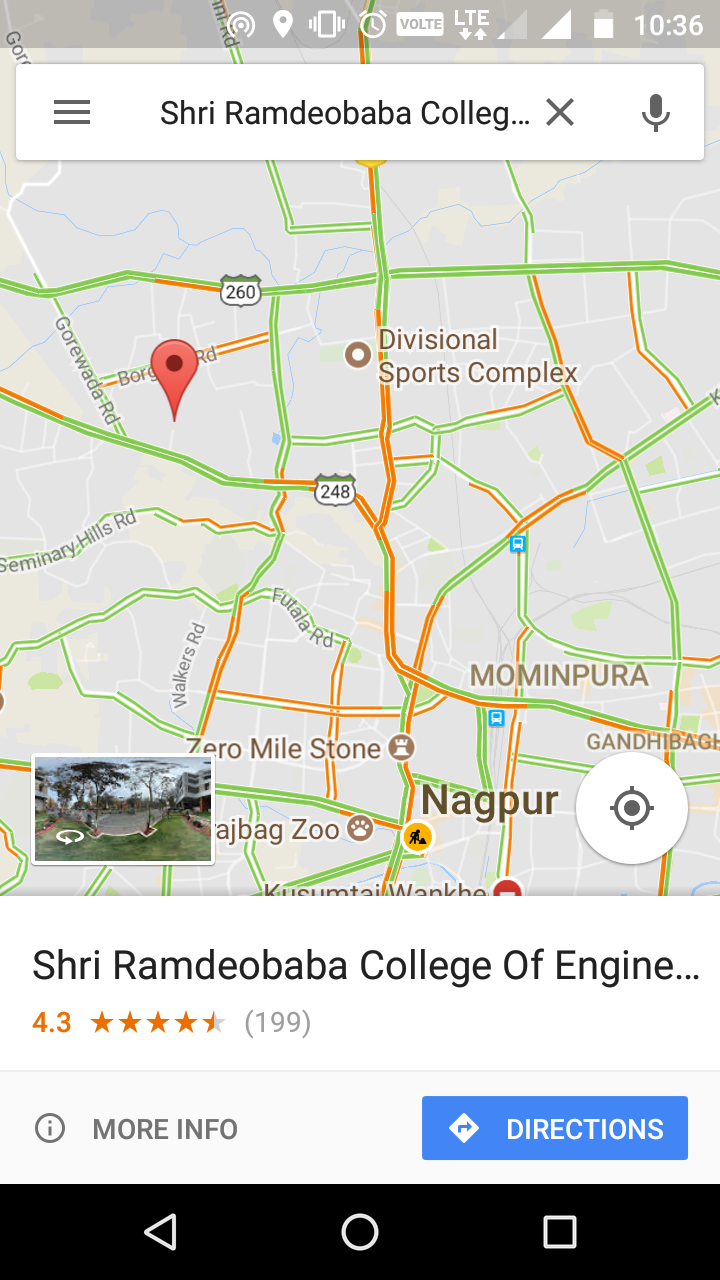 VOLTE LTE 10:36
Shri Ramdeobaba Colleg...
260
Gorewada Rd
Rd
Divisional
Sports Complex
248
Seminary Hills Rd
Futala Rd
Walkers Rd
MOMINPURA
Zero Mile Stone
GANDHIBAGH
Nagpur
ajbag Zoo
Kusumtai Wankhe
Shri Ramdeobaba College Of Engine...
4.3 ★★★★★ (199)
MORE INFO
DIRECTIONS